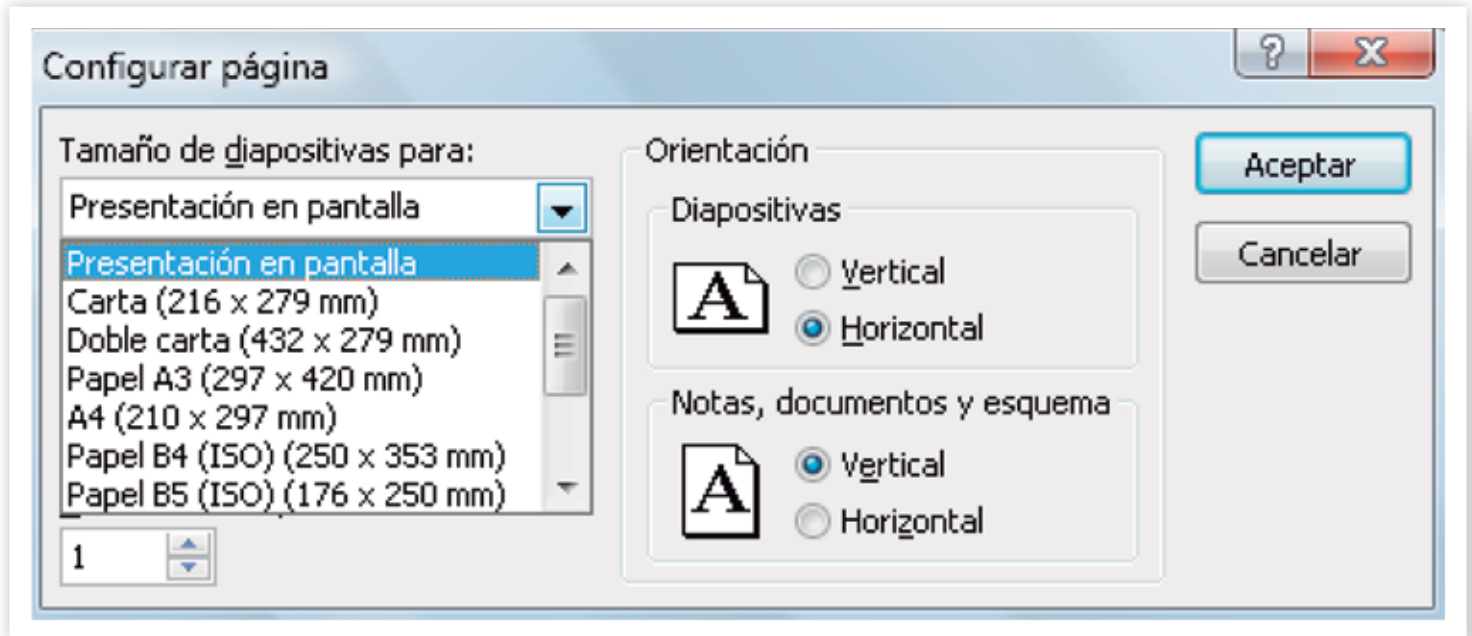 Configurar página
Tamaño de diapositivas para:
Presentación en pantalla
Presentación en pantalla
Carta (216 x 279 mm)
Doble carta (432 x 279 mm)
Papel A3 (297 x 420 mm)
A4 (210 x 297 mm)
Papel B4 (ISO) (250 x 353 mm)
Papel B5 (ISO) (176 x 250 mm)
1
Orientación
Diapositivas
A
Vertical
Horizontal
Notas, documentos y esquema
A
Vertical
Horizontal
Aceptar
Cancelar